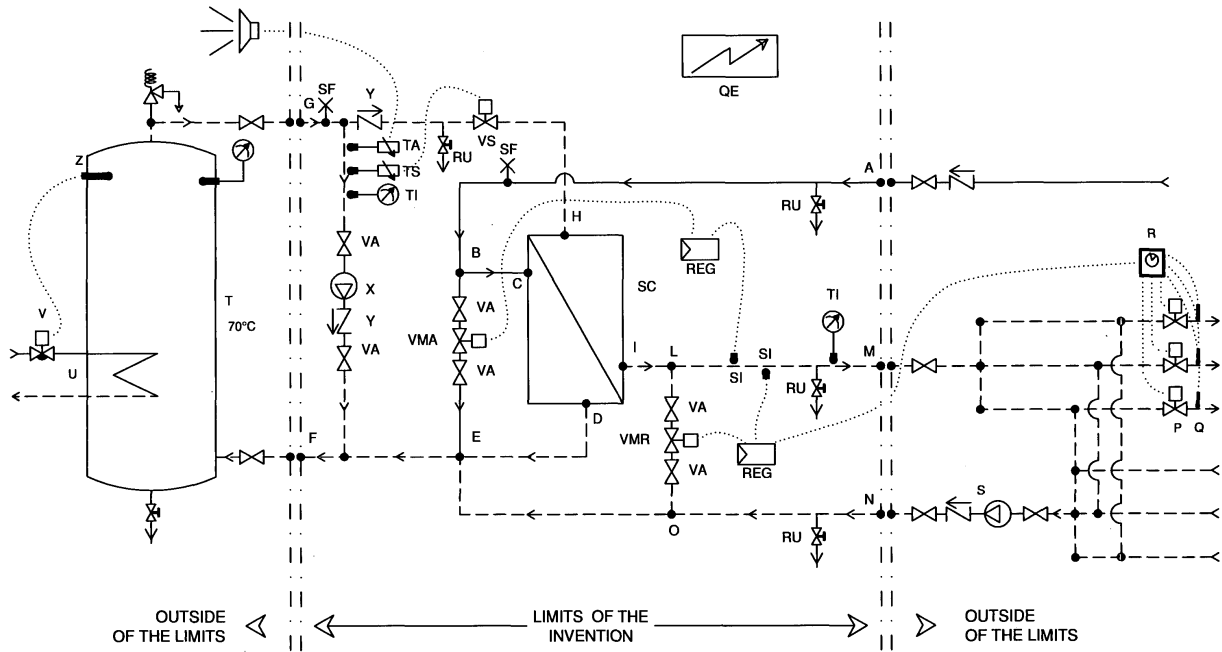 QE
SF
G
Y
VS
TA
TS
TI
RU
SF
A
RU
Z
H
REG
R
T
70°C
V
U
VA
X
Y
VA
B
C
VA
VMA
VA
SC
TI
I
L
SI
SI
M
RU
D
VA
VMR
VA
REG
P
Q
F
E
O
N
RU
S
OUTSIDE
OF THE LIMITS
LIMITS OF THE
INVENTION
OUTSIDE
OF THE LIMITS